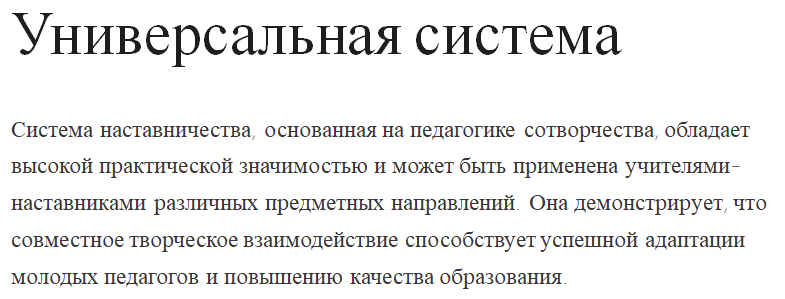 Универсальная система
Система наставничества, основанная на педагогике сотворчества, обладает
высокой практической значимостью и может быть применена учителями-
наставниками различных предметных направлений. Она демонстрирует, что
совместное творческое взаимодействие способствует успешной адаптации
молодых педагогов и повышению качества образования.